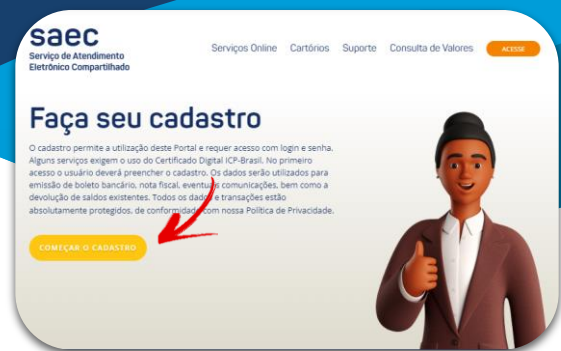 saec
Serviço de Atendimento
Eletrônico Compartilhado
Serviços Online Cartórios Suporte Consulta de Valores ACESSE
Faça seu cadastro
O cadastro permite a utilização deste Portal e requer acesso com login e senha.
Alguns serviços exigem o uso do Certificado Digital ICP-Brasil. No primeiro
acesso o usuário deverá preencher o cadastro. Os dados serão utilizados para
emissão de boleto bancário, nota fiscal, eventuais comunicações, bem como a
devolução de saldos existentes. Todos os dados e transações estão
absolutamente protegidos, de conformidade com nossa Política de Privacidade.
COMEÇAR O CADASTRO